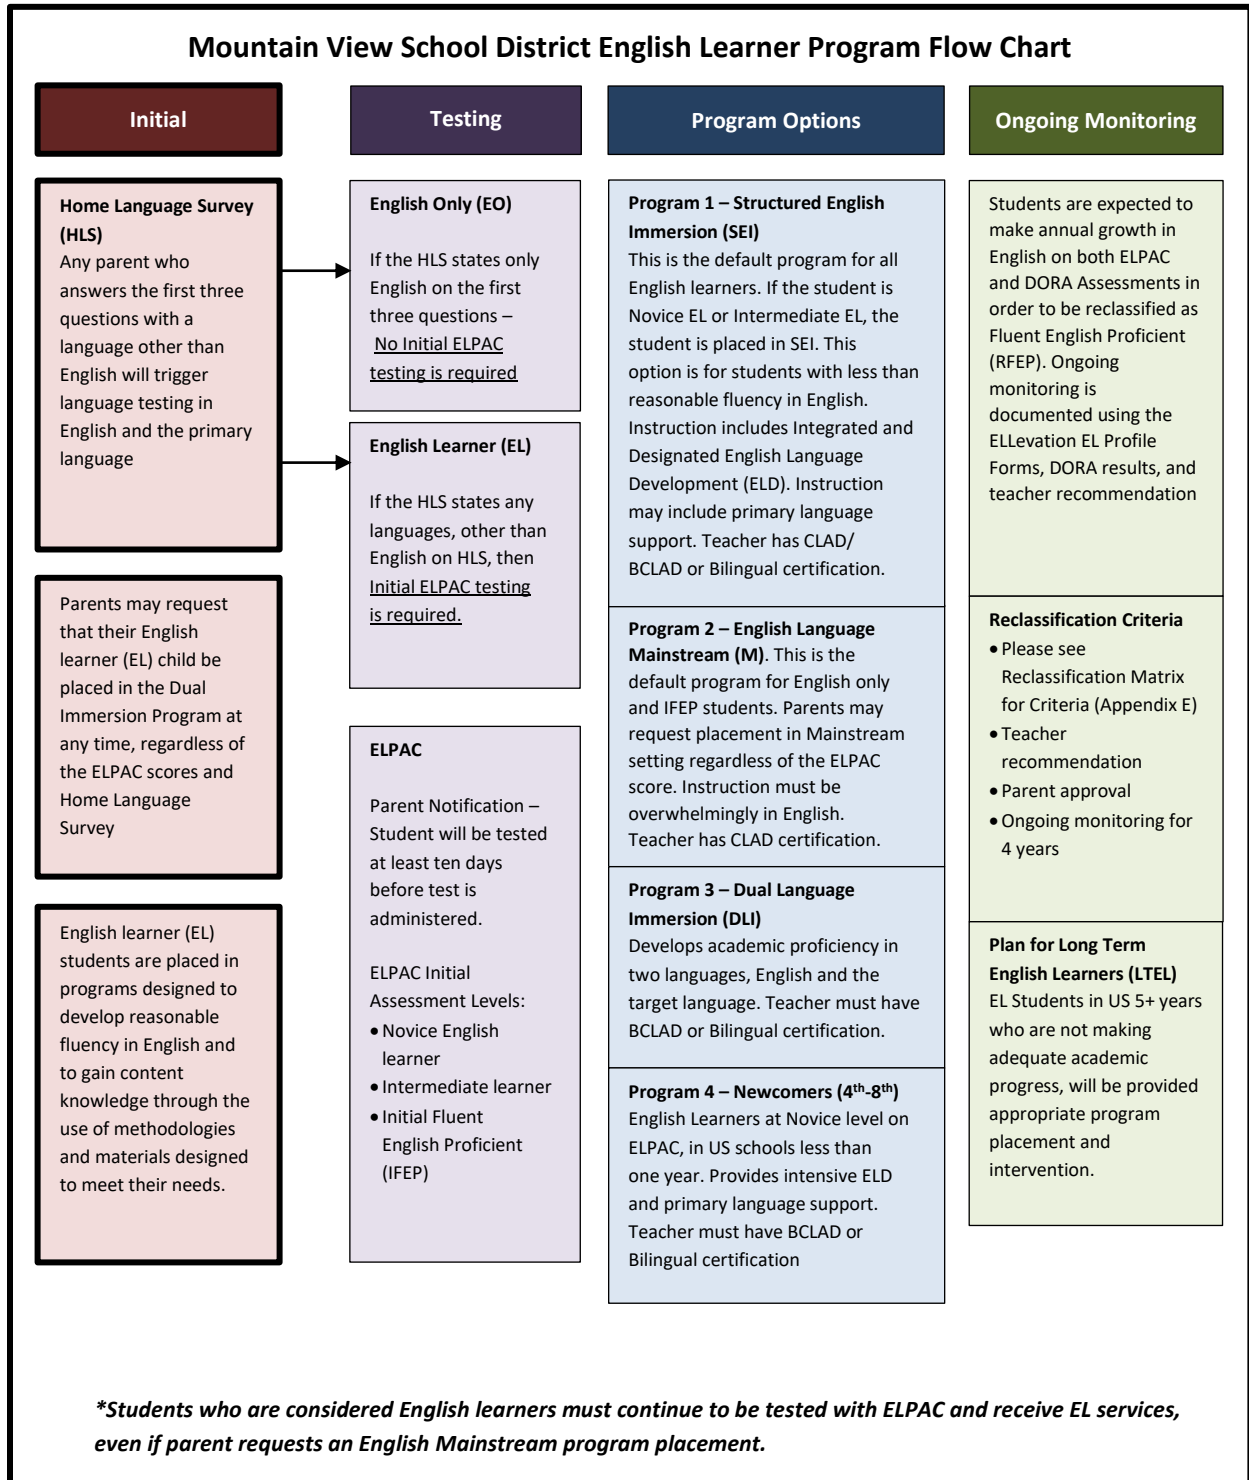 Mountain View School District English Learner Program Flow Chart
Initial
Home Language Survey
(HLS)
Any parent who
answers the first three
questions with a
language other than
English will trigger
language testing in
English and the primary
language
Parents may request
that their English
learner (EL) child be
placed in the Dual
Immersion Program at
any time, regardless of
the ELPAC scores and
Home Language
Survey
English learner (EL)
students are placed in
programs designed to
develop reasonable
fluency in English and
to gain content
knowledge through the
use of methodologies
and materials designed
to meet their needs.
Testing
English Only (EO)
If the HLS states only
English on the first
three questions –
No Initial ELPAC
testing is required
English Learner (EL)
If the HLS states any
languages, other than
English on HLS, then
Initial ELPAC testing
is required.
ELPAC
Parent Notification –
Student will be tested
at least ten days
before test is
administered.
ELPAC Initial
Assessment Levels:
• Novice English
learner
• Intermediate learner
• Initial Fluent
English Proficient
(IFEP)
Program Options
Program 1 – Structured English
Immersion (SEI)
This is the default program for all
English learners. If the student is
Novice EL or Intermediate EL, the
student is placed in SEI. This
option is for students with less than
reasonable fluency in English.
Instruction includes Integrated and
Designated English Language
Development (ELD). Instruction
may include primary language
support. Teacher has CLAD/
BCLAD or Bilingual certification.
Program 2 – English Language
Mainstream (M). This is the
default program for English only
and IFEP students. Parents may
request placement in Mainstream
setting regardless of the ELPAC
score. Instruction must be
overwhelmingly in English.
Teacher has CLAD certification.
Program 3 – Dual Language
Immersion (DLI)
Develops academic proficiency in
two languages, English and the
target language. Teacher must have
BCLAD or Bilingual certification.
Program 4 – Newcomers (4th-8th)
English Learners at Novice level on
ELPAC, in US schools less than
one year. Provides intensive ELD
and primary language support.
Teacher must have BCLAD or
Bilingual certification
Ongoing Monitoring
Students are expected to
make annual growth in
English on both ELPAC
and DORA Assessments in
order to be reclassified as
Fluent English Proficient
(RFEP). Ongoing
monitoring is
documented using the
ELLevation EL Profile
Forms, DORA results, and
teacher recommendation
Reclassification Criteria
• Please see
Reclassification Matrix
for Criteria (Appendix E)
• Teacher
recommendation
• Parent approval
• Ongoing monitoring for
4 years
Plan for Long Term
English Learners (LTEL)
EL Students in US 5+ years
who are not making
adequate academic
progress, will be provided
appropriate program
placement and
intervention.
*Students who are considered English learners must continue to be tested with ELPAC and receive EL services,
even if parent requests an English Mainstream program placement.